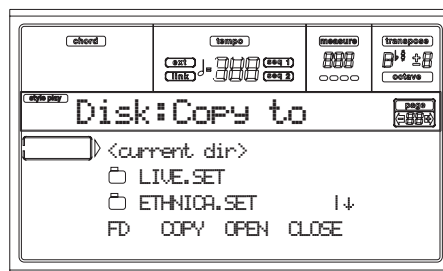 chord tempo measure transpose
ext seq 1
link seq 2
octave
style play Disk:Copy to page
<current dir>
LIVE.SET
ETHNICA.SET
FD COPY OPEN CLOSE